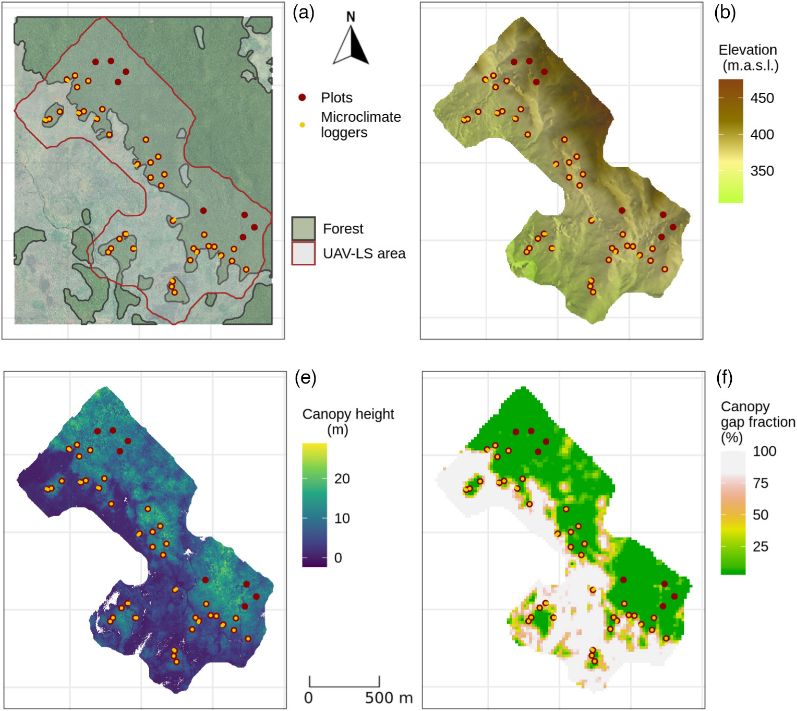 (a)
N
Plots
Microclimate
loggers
Forest
UAV-LS area
(b)
Elevation
(m.a.s.l.)
450
400
350
(e)
Canopy height
(m)
20
10
0
0 500 m
(f)
Canopy
gap fraction
(%)
100
75
50
25